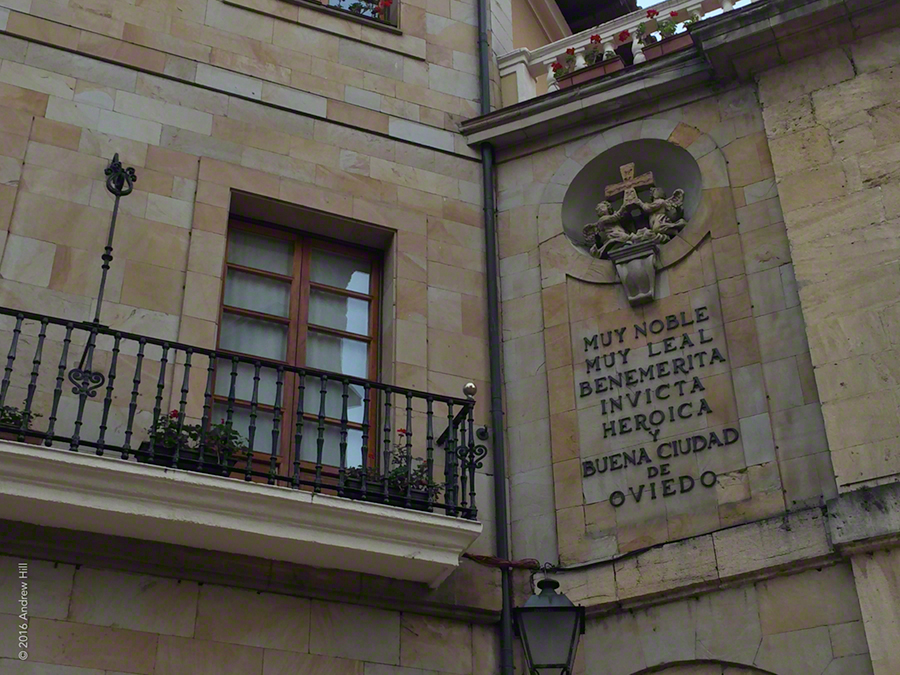 MUY NOBLE
MUY LEAL
BENEMERITA
INVICTA
HEROICA
Y
BUENA CIUDAD
DE
OVIEDO
© 2016 Andrew Hill